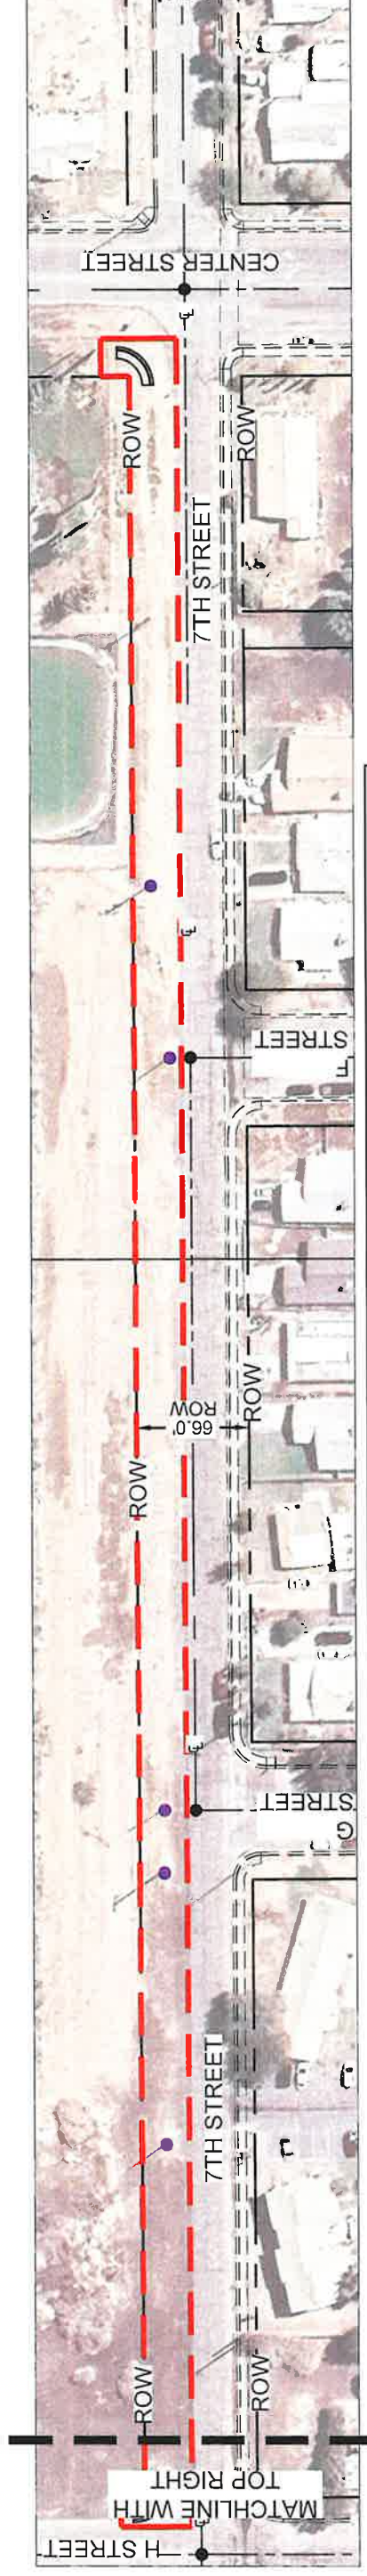 CENTER STREET
℄
ROW
ROW
7TH STREET
℄
F
STREET
66.0'
ROW
ROW
ROW
℄
G
STREET
7TH STREET
ROW
ROW
MATCHLINE WITH
TOP RIGHT
℄
H STREET